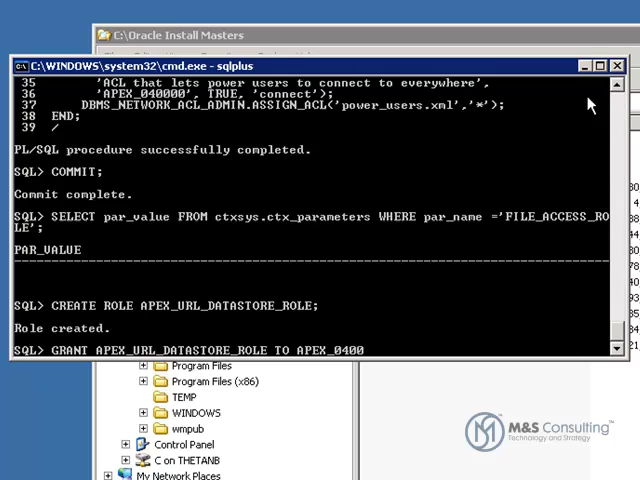 C:\Oracle Install Masters
C:\WINDOWS\system32\cmd.exe - sqlplus
35 'ACL that lets power users to connect to everywhere',
36 'APEX_040000', TRUE, 'connect');
37 DBMS_NETWORK_ACL_ADMIN.ASSIGN_ACL('power_users.xml','*');
38 END;
39 /
PL/SQL procedure successfully completed.
SQL> COMMIT;
Commit complete.
SQL> SELECT par_value FROM ctxsys.ctx_parameters WHERE par_name ='FILE_ACCESS_RO
LE';
PAR_VALUE
--------------------------------------------------------------------------------
SQL> CREATE ROLE APEX_URL_DATASTORE_ROLE;
Role created.
SQL> GRANT APEX_URL_DATASTORE_ROLE TO APEX_0400
Program Files
Program Files (x86)
TEMP
WINDOWS
wmpub
Control Panel
C on THETANB
My Network Places
M&S Consulting™
Technology and Strategy